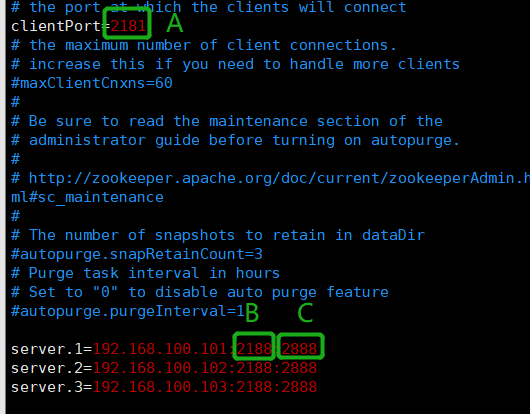 # the port at which the clients will connect
clientPort=2181 A
# the maximum number of client connections.
# increase this if you need to handle more clients
#maxClientCnxns=60
#
# Be sure to read the maintenance section of the
# administrator guide before turning on autopurge.
#
# http://zookeeper.apache.org/doc/current/zookeeperAdmin.h
ml#sc_maintenance
#
# The number of snapshots to retain in dataDir
#autopurge.snapRetainCount=3
# Purge task interval in hours
# Set to "0" to disable auto purge feature
#autopurge.purgeInterval=1
B C
server.1=192.168.100.101:2188:2888
server.2=192.168.100.102:2188:2888
server.3=192.168.100.103:2188:2888